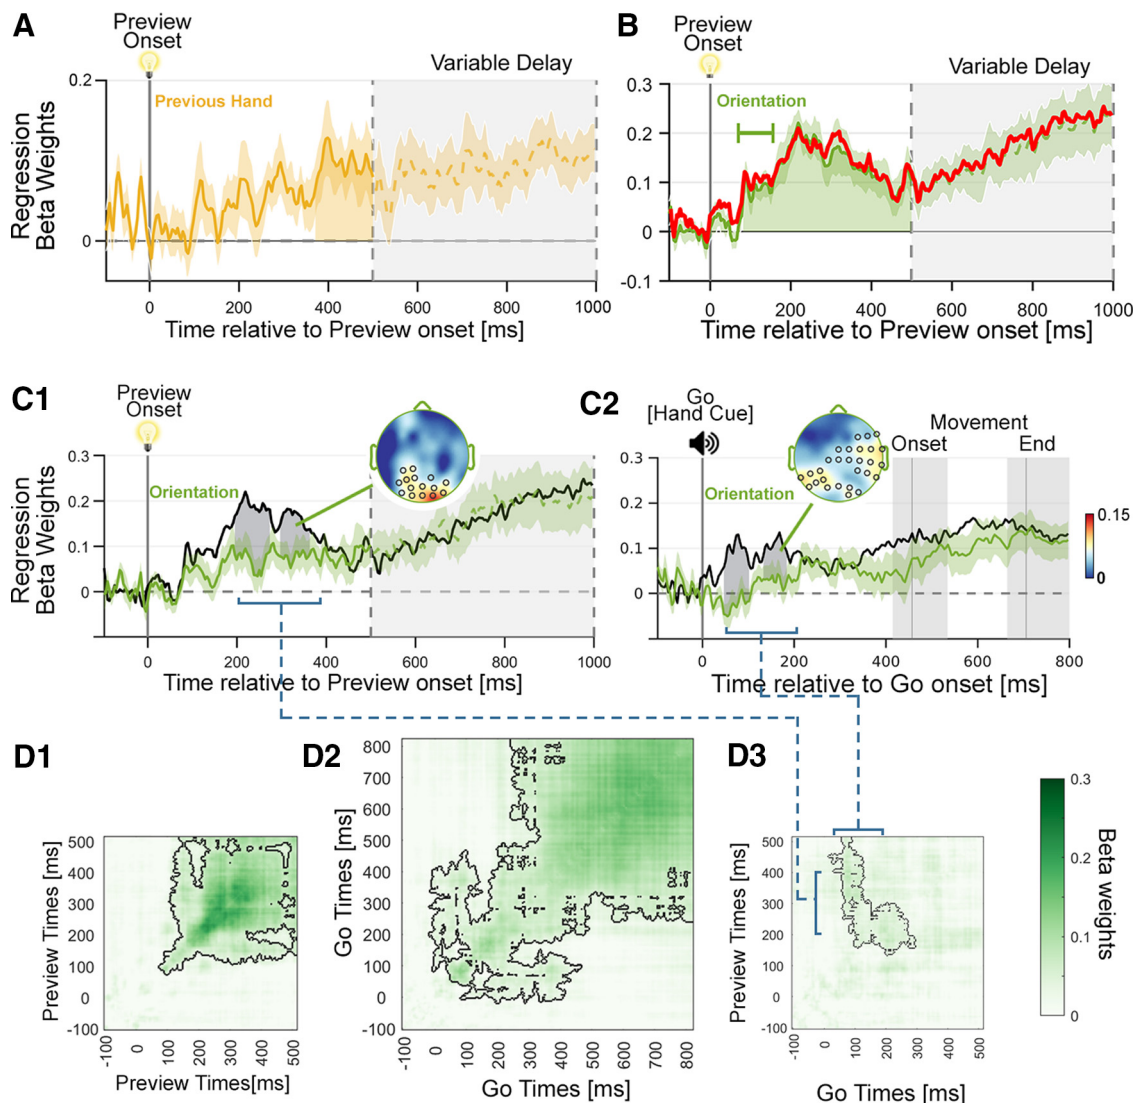 A
Preview
Onset
Variable Delay
0.2
Previous Hand
0
Regression
Beta Weights
0 200 400 600 800 1000
Time relative to Preview onset [ms]
B
Preview
Onset
Variable Delay
0.3
Orientation
0.2
0.1
0
-0.1
0 200 400 600 800 1000
Time relative to Preview onset [ms]
C1
Preview
Onset
0.3
Orientation
0.2
0.1
0
Regression
Beta Weights
0 200 400 600 800 1000
Time relative to Preview onset [ms]
C2
Go
[Hand Cue]
Movement
Onset End
0.3
Orientation
0.2
0.1
0
0.15
0
0 200 400 600 800
Time relative to Go onset [ms]
D1
500
400
300
200
100
0
-100
Preview Times [ms]
-100 0 100 200 300 400 500
Preview Times[ms]
D2
800
700
600
500
400
300
200
100
0
-100
Go Times [ms]
-100 0 100 200 300 400 500 600 700 800
Go Times [ms]
D3
500
400
300
200
100
0
-100
Preview Times [ms]
-100 0 100 200 300 400 500
Go Times [ms]
0.3
0.2
0.1
0
Beta weights